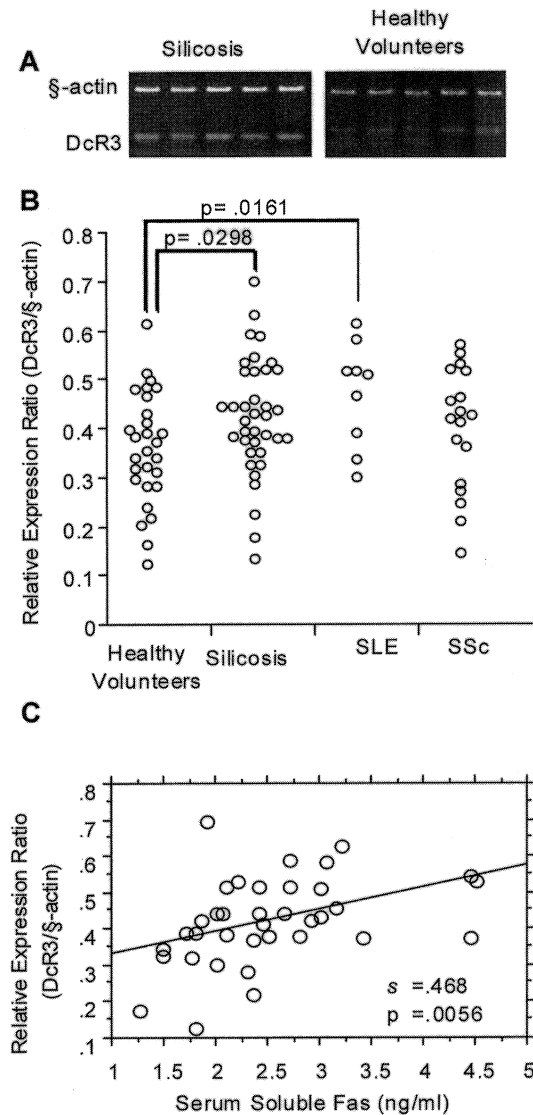 A
Silicosis
Healthy
Volunteers
§-actin
DcR3
B
p= .0161
p= .0298
Relative Expression Ratio (DcR3/§-actin)
0.8
0.7
0.6
0.5
0.4
0.3
0.2
0.1
0
Healthy
Volunteers
Silicosis
SLE
SSc
C
Relative Expression Ratio
(DcR3/§-actin)
.8
.7
.6
.5
.4
.3
.2
.1
s =.468
p =.0056
1 1.5 2 2.5 3 3.5 4 4.5 5
Serum Soluble Fas (ng/ml)